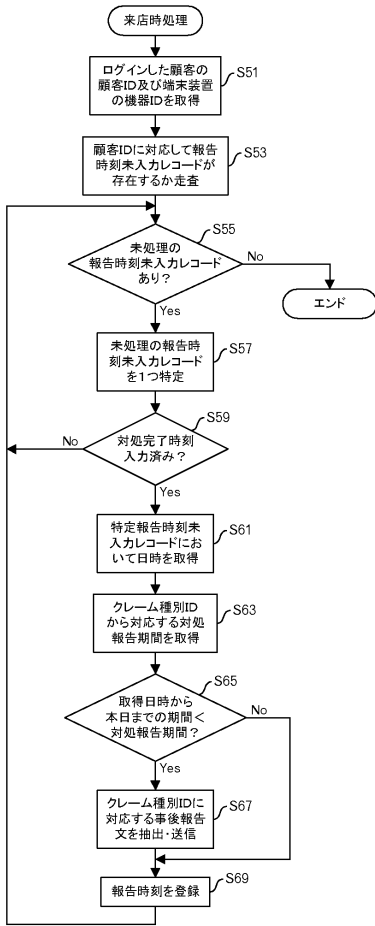 来店時処理
ログインした顧客の
顧客ID及び端末装置
の機器IDを取得
S51
顧客IDに対応して報告
時刻未入力レコードが
存在するか走査
S53
未処理の
報告時刻未入力レコード
あり？
S55
No
エンド
Yes
未処理の報告時
刻未入力レコード
を1つ特定
S57
対処完了時刻
入力済み？
S59
No
Yes
特定報告時刻未
入力レコードにお
いて日時を取得
S61
クレーム種別ID
から対応する対処
報告期間を取得
S63
取得日時から
本日までの期間＜
対処報告期間？
S65
No
Yes
クレーム種別IDに
対応する事後報告
文を抽出・送信
S67
報告時刻を登録
S69